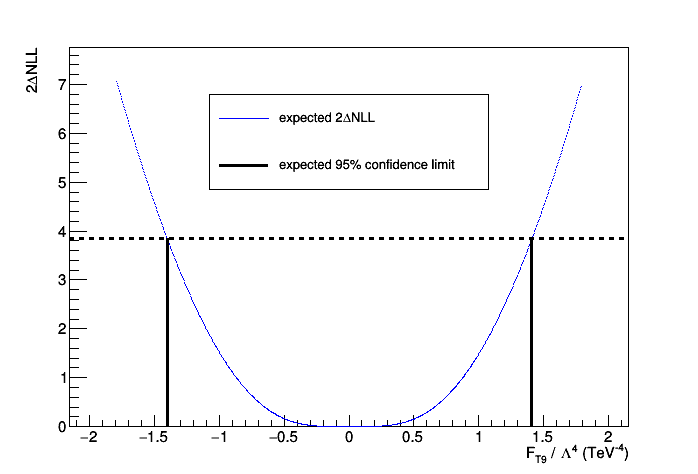 2ΔNLL
7
6
5
4
3
2
1
0
expected 2ΔNLL
expected 95% confidence limit
−2 −1.5 −1 −0.5 0 0.5 1 1.5 2
F_T9 / Λ^4 (TeV^-4)